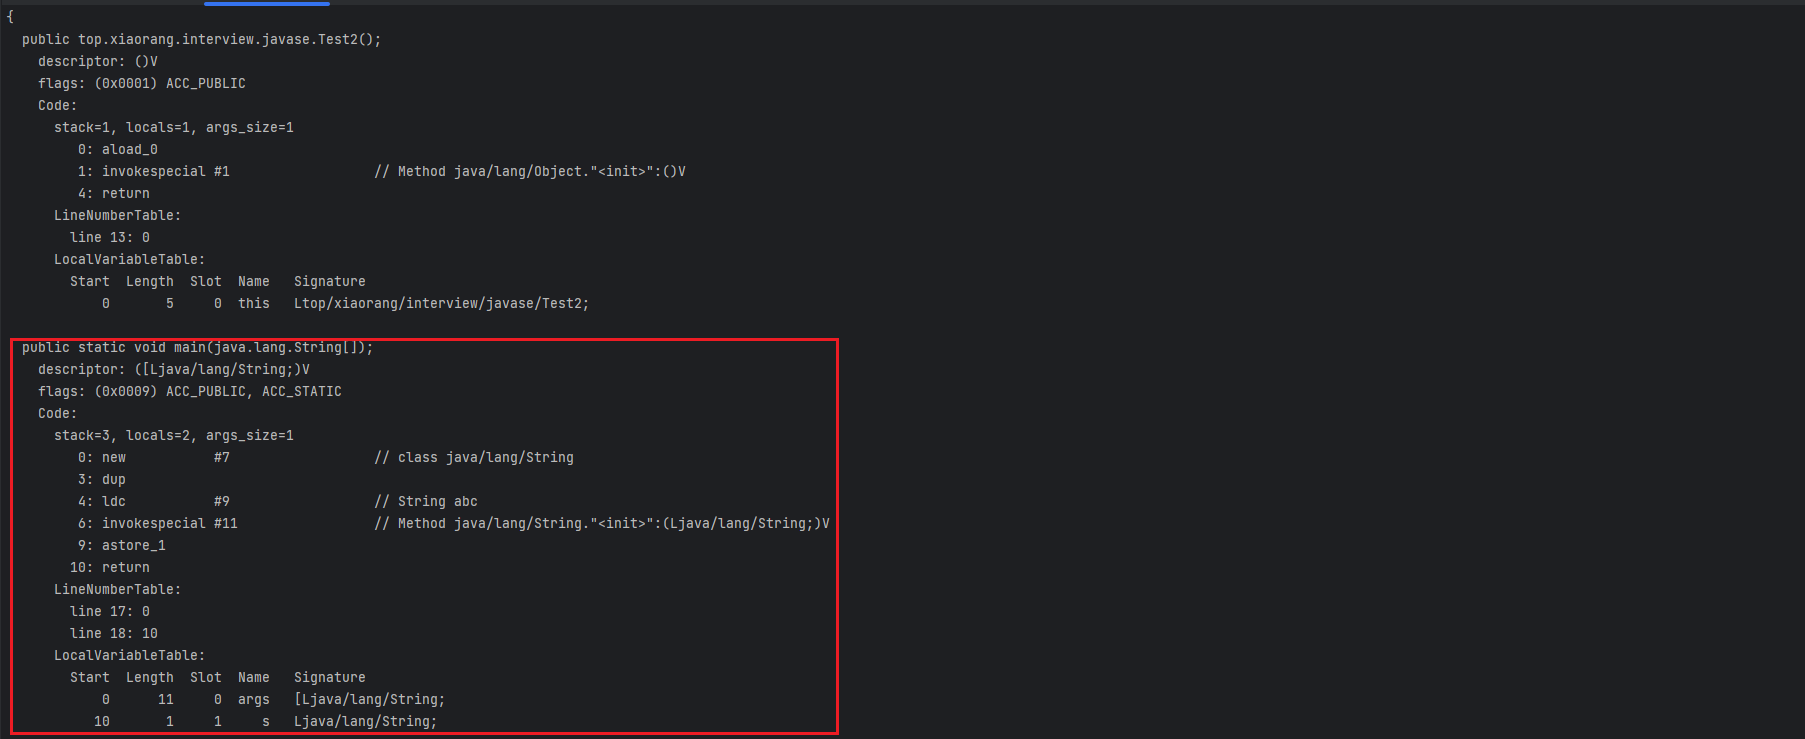 {
  public top.xiaorang.interview.javase.Test2();
    descriptor: ()V
    flags: (0x0001) ACC_PUBLIC
    Code:
      stack=1, locals=1, args_size=1
         0: aload_0
         1: invokespecial #1                  // Method java/lang/Object."<init>":()V
         4: return
      LineNumberTable:
        line 13: 0
      LocalVariableTable:
        Start  Length  Slot  Name   Signature
            0       5     0  this   Ltop/xiaorang/interview/javase/Test2;

  public static void main(java.lang.String[]);
    descriptor: ([Ljava/lang/String;)V
    flags: (0x0009) ACC_PUBLIC, ACC_STATIC
    Code:
      stack=3, locals=2, args_size=1
         0: new           #7                  // class java/lang/String
         3: dup
         4: ldc           #9                  // String abc
         6: invokespecial #11                 // Method java/lang/String."<init>":(Ljava/lang/String;)V
         9: astore_1
        10: return
      LineNumberTable:
        line 17: 0
        line 18: 10
      LocalVariableTable:
        Start  Length  Slot  Name   Signature
            0      11     0  args   [Ljava/lang/String;
           10       1     1     s   Ljava/lang/String;